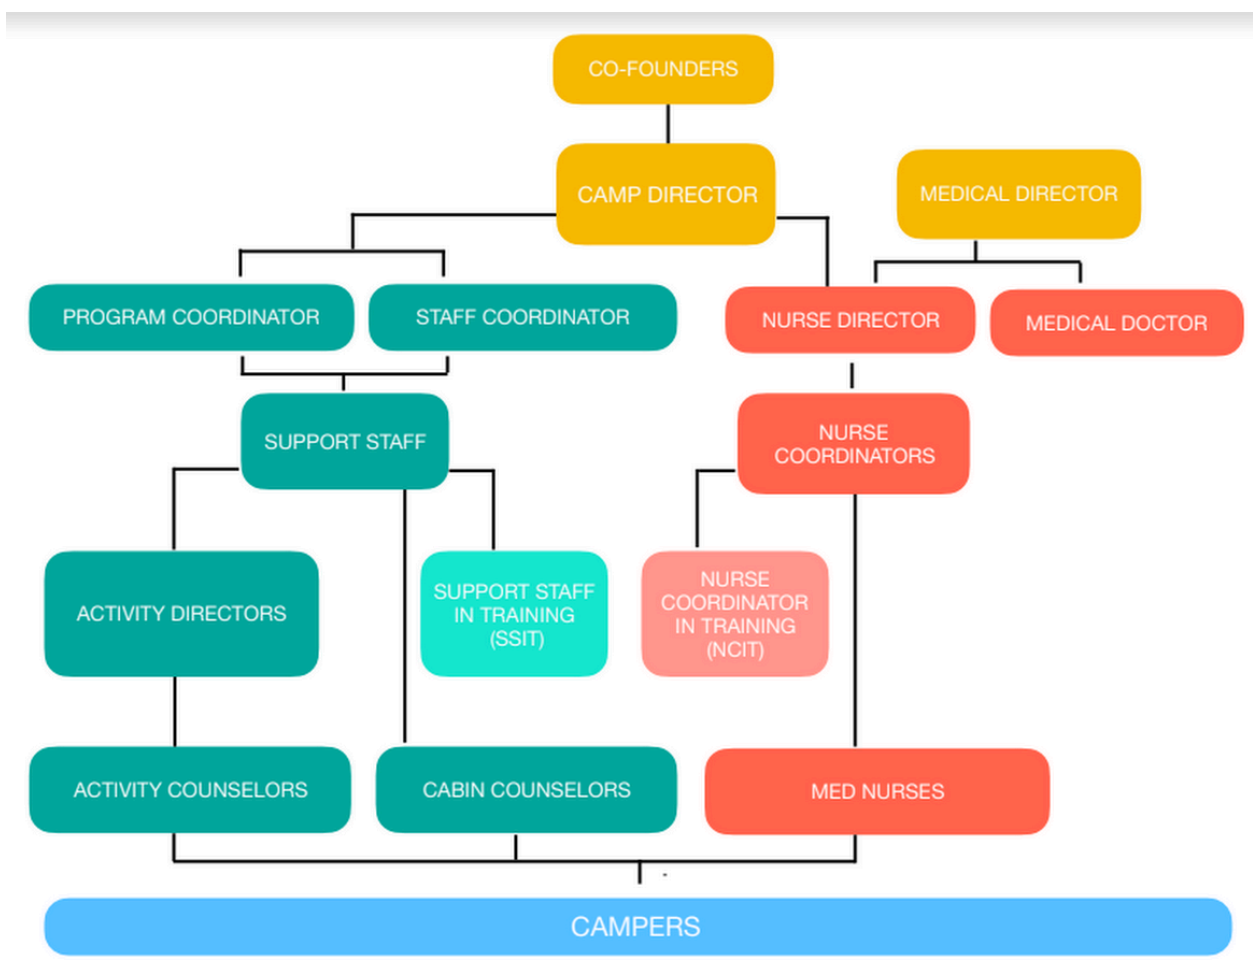 CO-FOUNDERS
CAMP DIRECTOR
MEDICAL DIRECTOR
PROGRAM COORDINATOR
STAFF COORDINATOR
NURSE DIRECTOR
MEDICAL DOCTOR
SUPPORT STAFF
NURSE
COORDINATORS
ACTIVITY DIRECTORS
SUPPORT STAFF
IN TRAINING
(SSIT)
NURSE
COORDINATOR
IN TRAINING
(NCIT)
ACTIVITY COUNSELORS
CABIN COUNSELORS
MED NURSES
CAMPERS